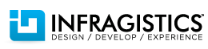 INFRAGISTICS
DESIGN / DEVELOP / EXPERIENCE